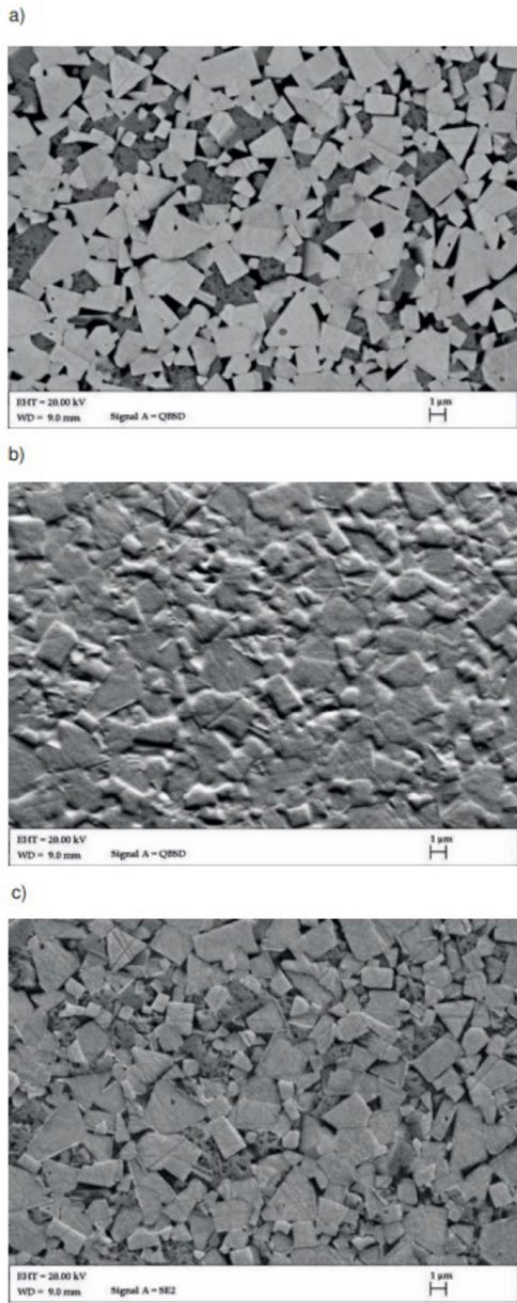 a)
EHT = 20.00 kV
WD = 9.0 mm Signal A = QBSD 1 μm
b)
EHT = 20.00 kV
WD = 9.0 mm Signal A = QBSD 1 μm
c)
EHT = 20.00 kV
WD = 9.0 mm Signal A = SE2 1 μm